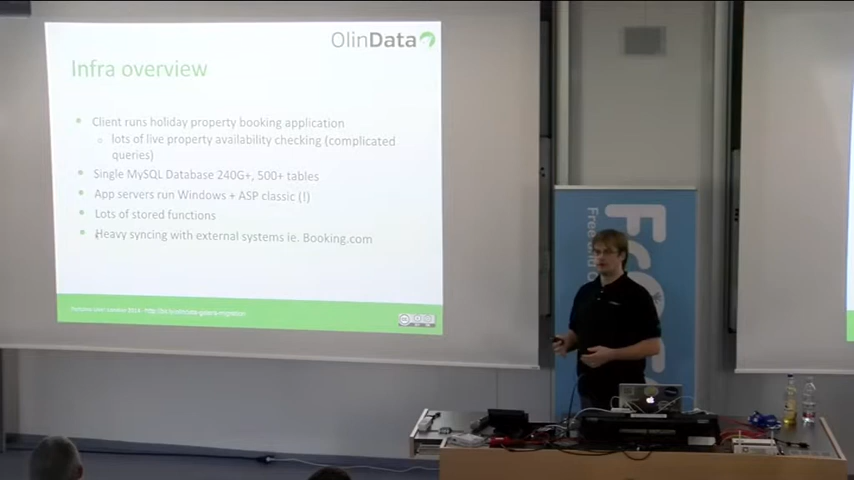 OlinData
Infra overview
Client runs holiday property booking application
lots of live property availability checking (complicated
queries)
Single MySQL Database 240G+, 500+ tables
App servers run Windows + ASP classic (!)
Lots of stored functions
Heavy syncing with external systems ie. Booking.com